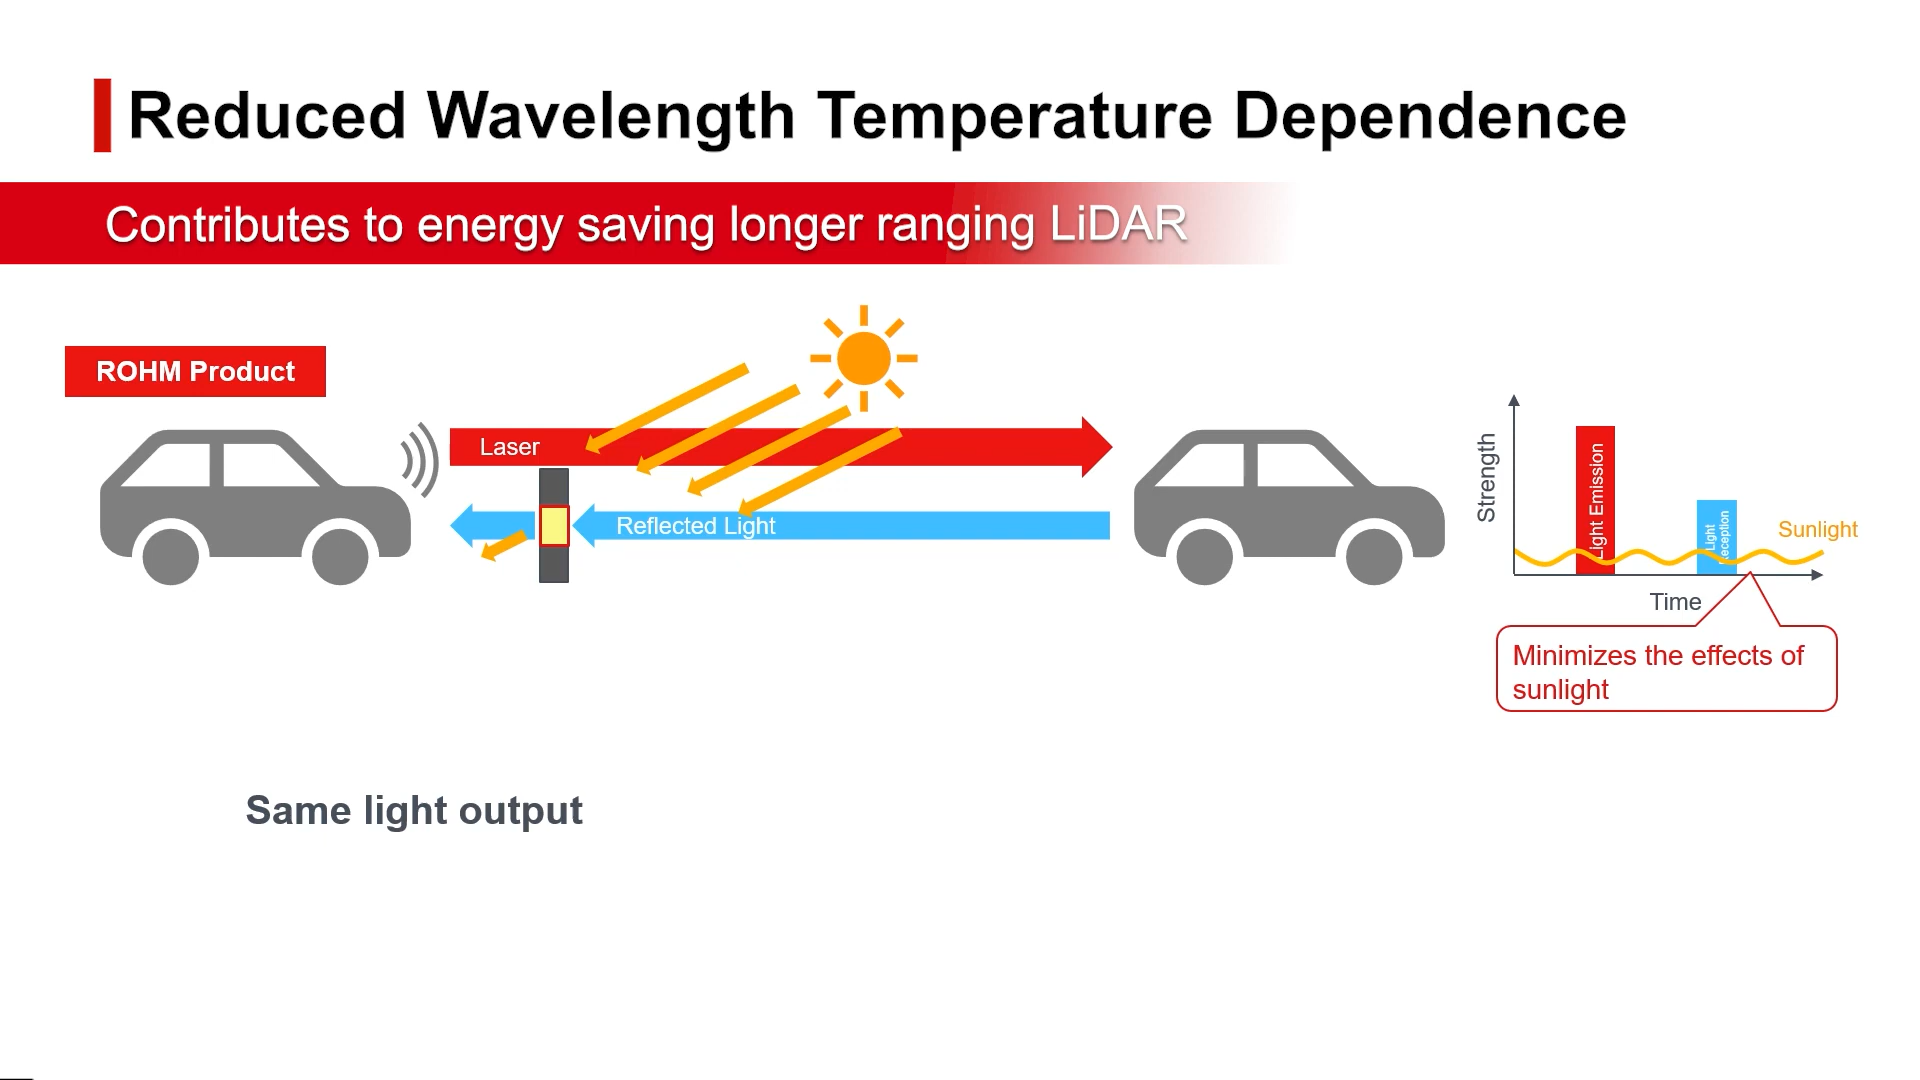 Reduced Wavelength Temperature Dependence
Contributes to energy saving longer ranging LiDAR
ROHM Product
Laser
Reflected Light
Strength
Light Emission
Light
Reception
Sunlight
Time
Minimizes the effects of
sunlight
Same light output